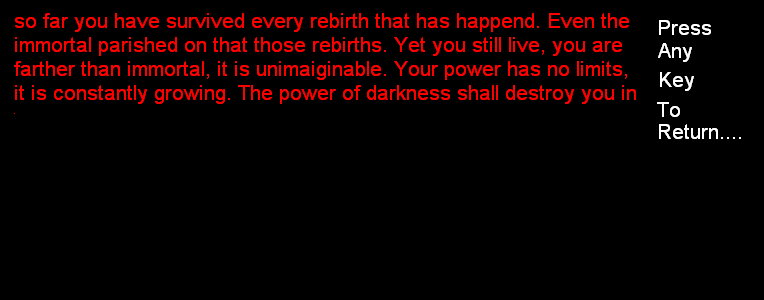 so far you have survived every rebirth that has happend. Even the
immortal parished on that those rebirths. Yet you still live, you are
farther than immortal, it is unimaiginable. Your power has no limits,
it is constantly growing. The power of darkness shall destroy you in
Press
Any
Key
To
Return....